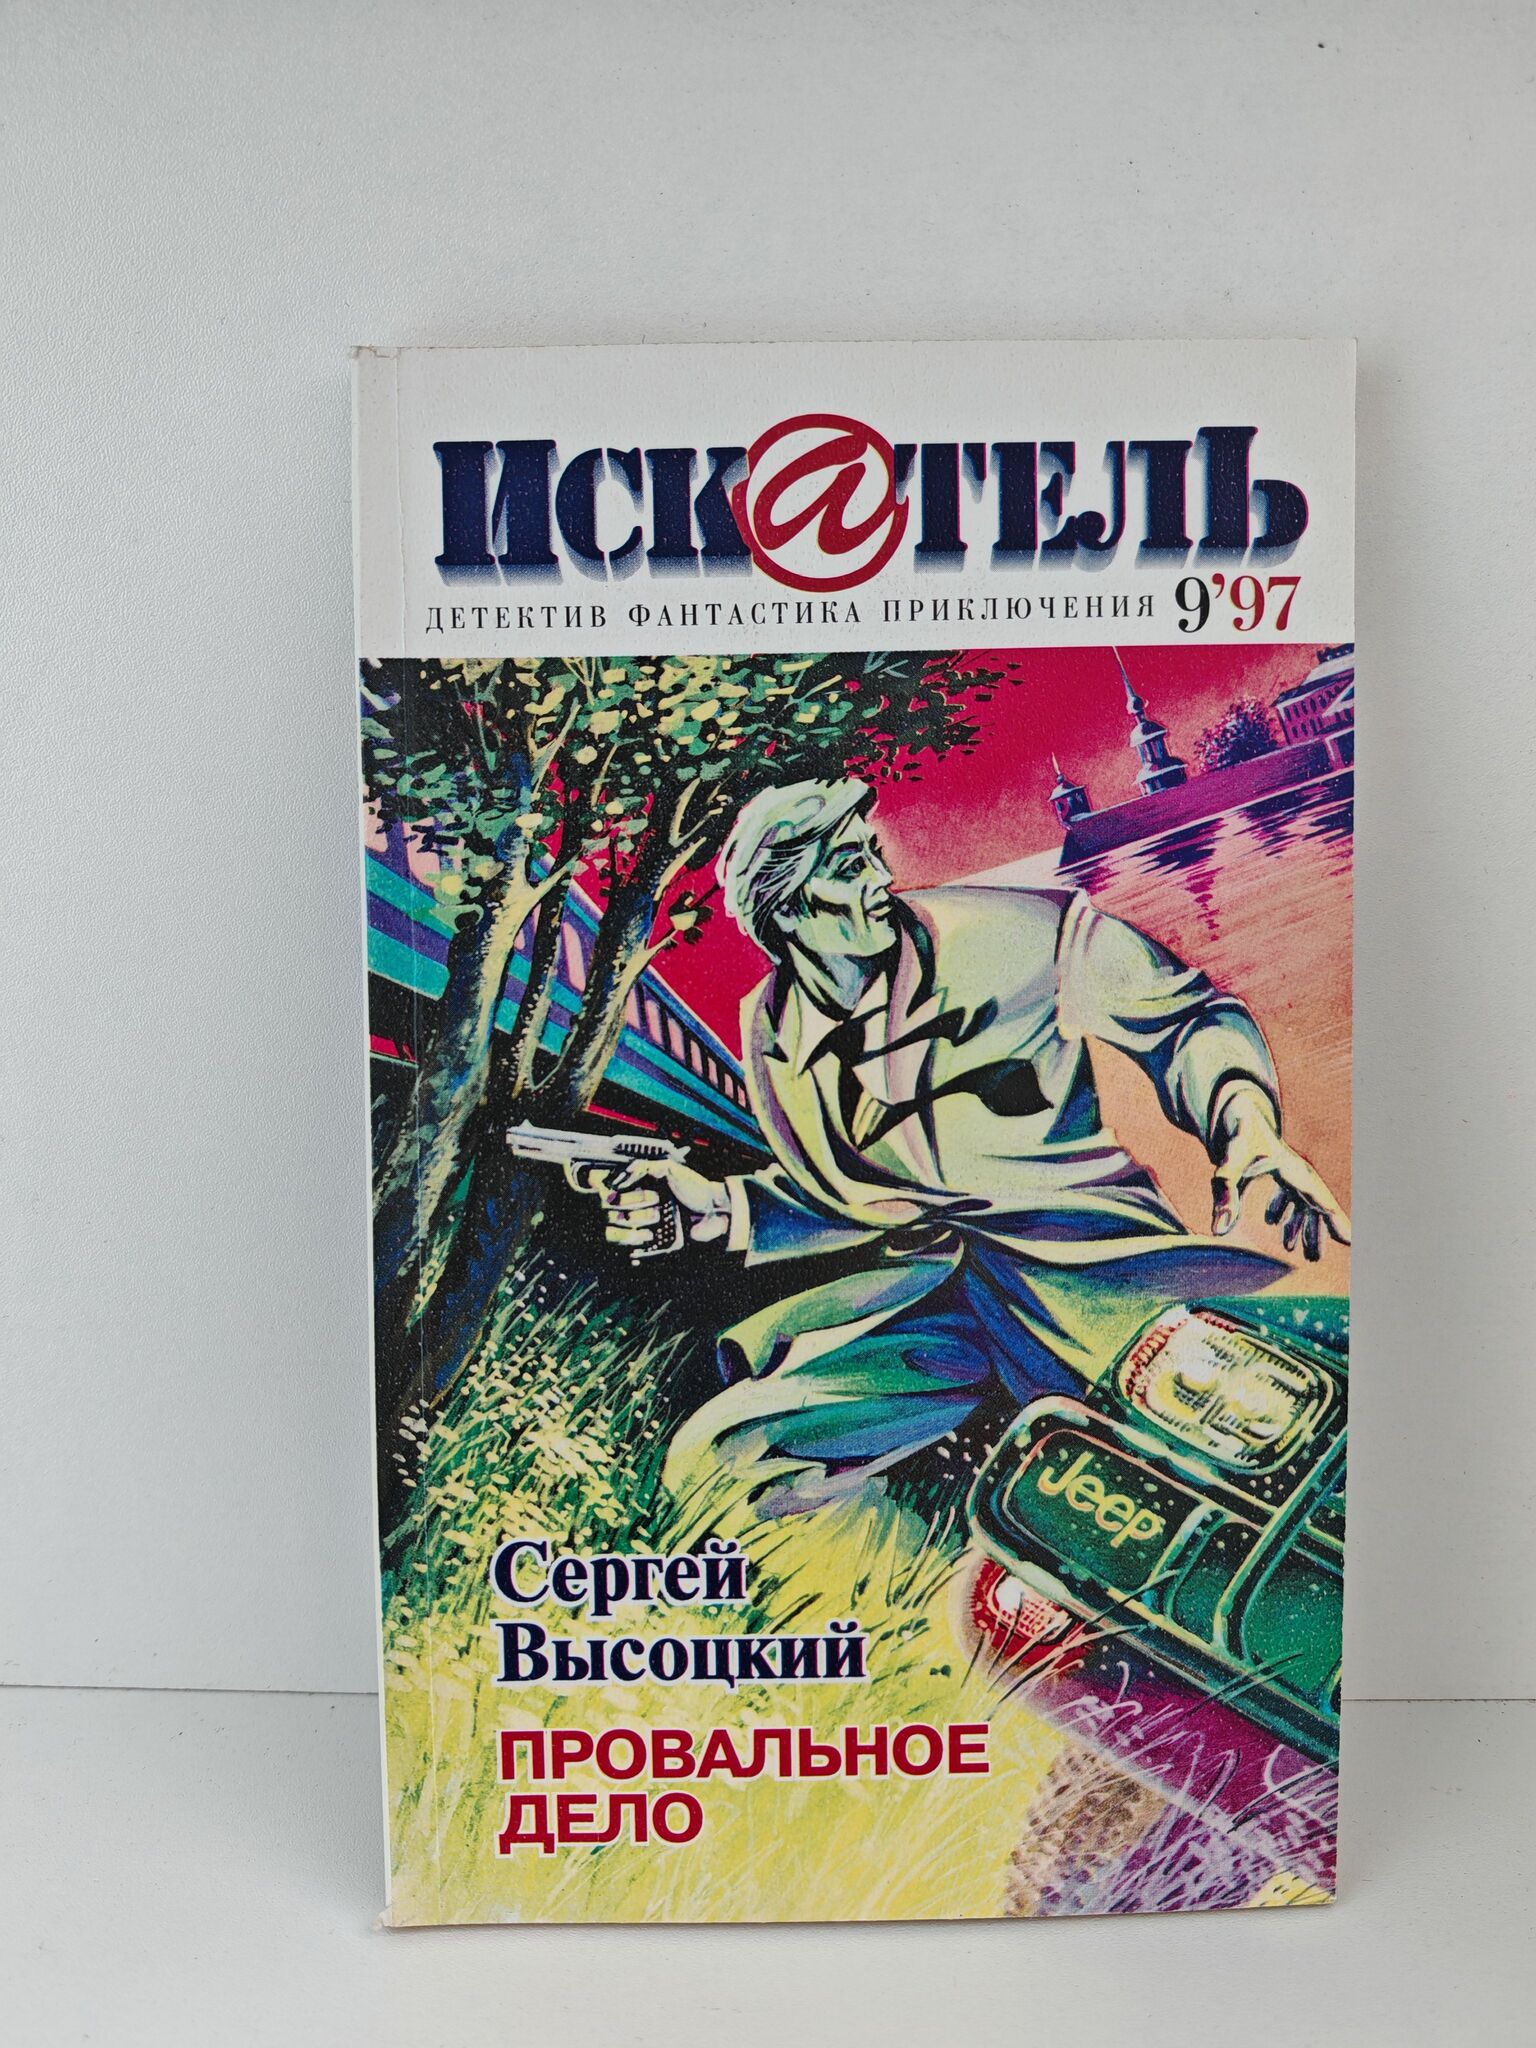 ИСК@ТЕЛЬ
ДЕТЕКТИВ ФАНТАСТИКА ПРИКЛЮЧЕНИЯ 9'97
Jeep
Сергей
Высоцкий
ПРОВАЛЬНОЕ
ДЕЛО